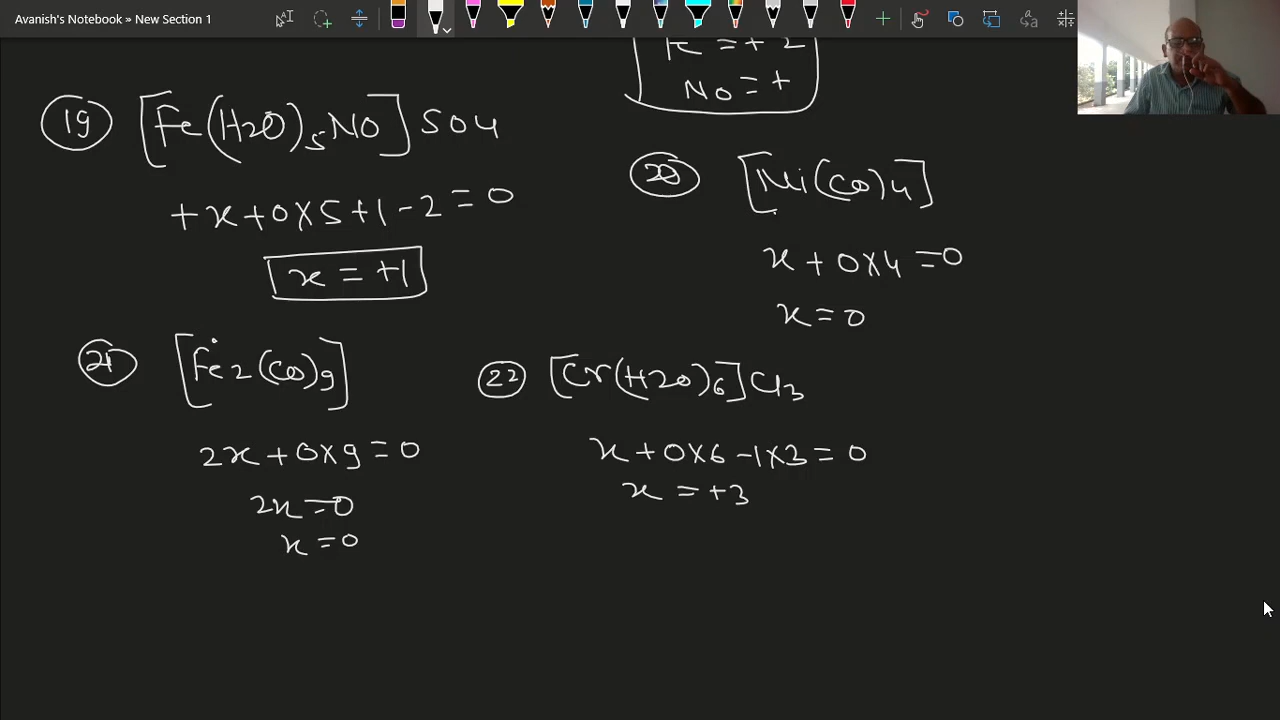 Avanish's Notebook » New Section 1
= + 2
No = +
19 [Fe(H2O)5NO] SO4
+x+0x5+1-2=0
x = +1
20 [Ni(CO)4]
x+0x4=0
x=0
21 [Fe2(CO)9]
2x+0x9=0
2x=0
x=0
22 [Cr(H2O)6]Cl3
x+0x6-1x3=0
x = +3